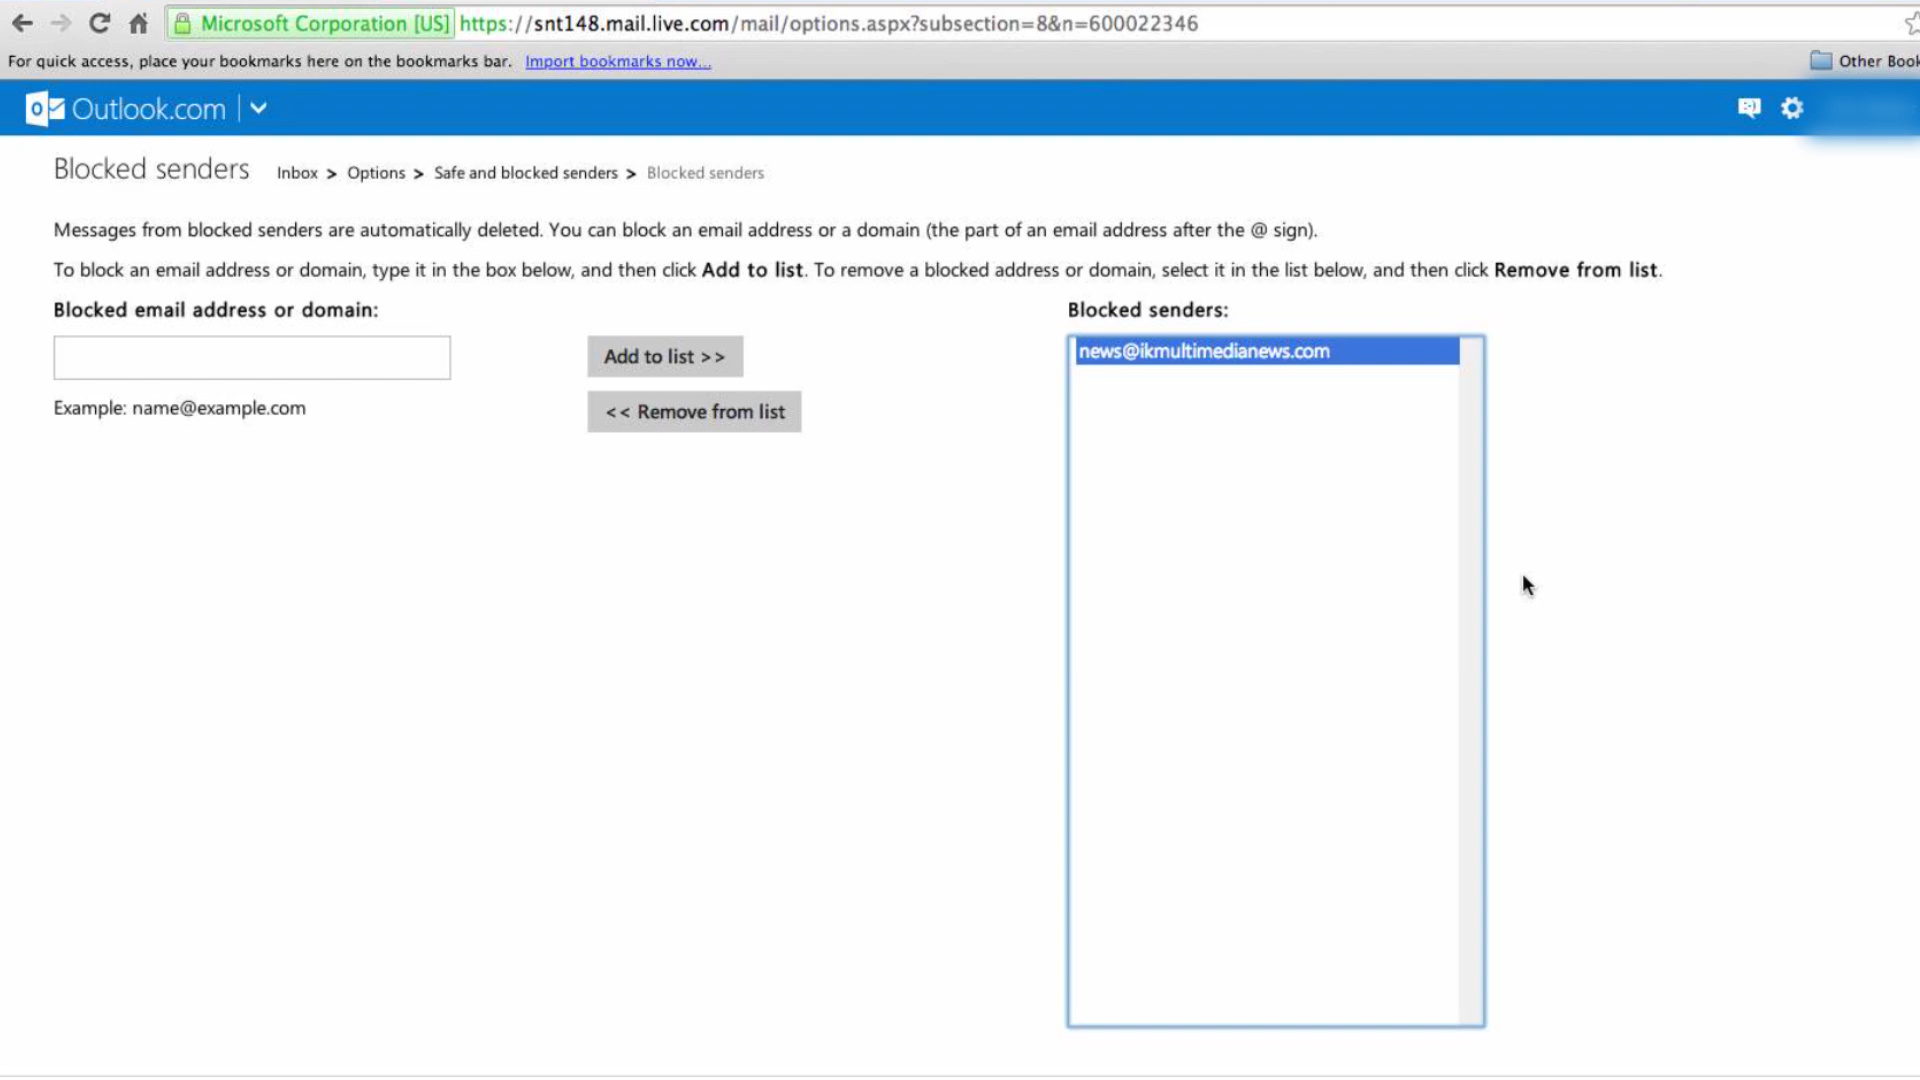 Microsoft Corporation [US] https://snt148.mail.live.com/mail/options.aspx?subsection=8&n=600022346
For quick access, place your bookmarks here on the bookmarks bar. Import bookmarks now... Other Book
Outlook.com
Blocked senders Inbox > Options > Safe and blocked senders > Blocked senders
Messages from blocked senders are automatically deleted. You can block an email address or a domain (the part of an email address after the @ sign).
To block an email address or domain, type it in the box below, and then click Add to list. To remove a blocked address or domain, select it in the list below, and then click Remove from list.
Blocked email address or domain: Blocked senders:
Add to list >> news@ikmultimedianews.com
Example: name@example.com << Remove from list